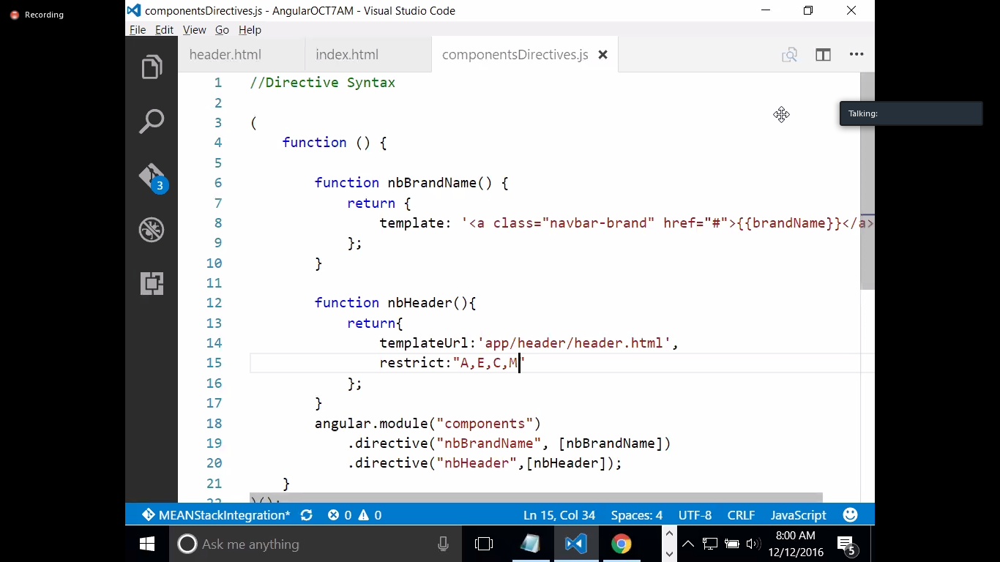 Recording
componentsDirectives.js - AngularOCT7AM - Visual Studio Code
File Edit View Go Help
header.html index.html componentsDirectives.js
1 //Directive Syntax
2
3 (
4 function () {
5
6 function nbBrandName() {
7 return {
8 template: '<a class="navbar-brand" href="#">{{brandName}}</a>
9 };
10 }
11
12 function nbHeader(){
13 return{
14 templateUrl:'app/header/header.html',
15 restrict:"A,E,C,M"
16 };
17 }
18 angular.module("components")
19 .directive("nbBrandName", [nbBrandName])
20 .directive("nbHeader",[nbHeader]);
21 }
22 )();
Talking:
3
MEANStackIntegration* 0 0 Ln 15, Col 34 Spaces: 4 UTF-8 CRLF JavaScript
Ask me anything
8:00 AM
12/12/2016
5